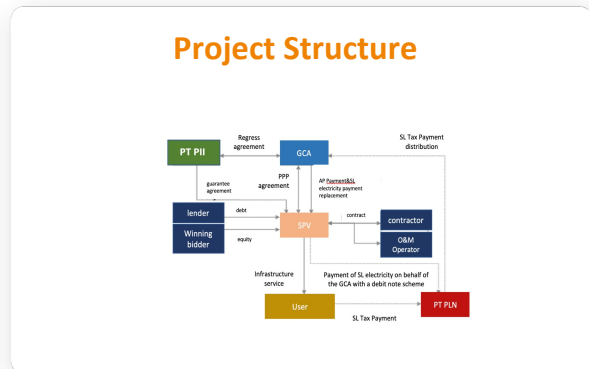 Project Structure
Regress
agreement
SL Tax Payment
distribution
PT PII
GCA
guarantee
agreement
PPP
agreement
AP Payment&SL
electricity payment
replacement
lender
debt
contract
contractor
Winning
bidder
equity
SPV
O&M
Operator
Infrastructure
service
Payment of SL electricity on behalf of
the GCA with a debit note scheme
User
PT PLN
SL Tax Payment